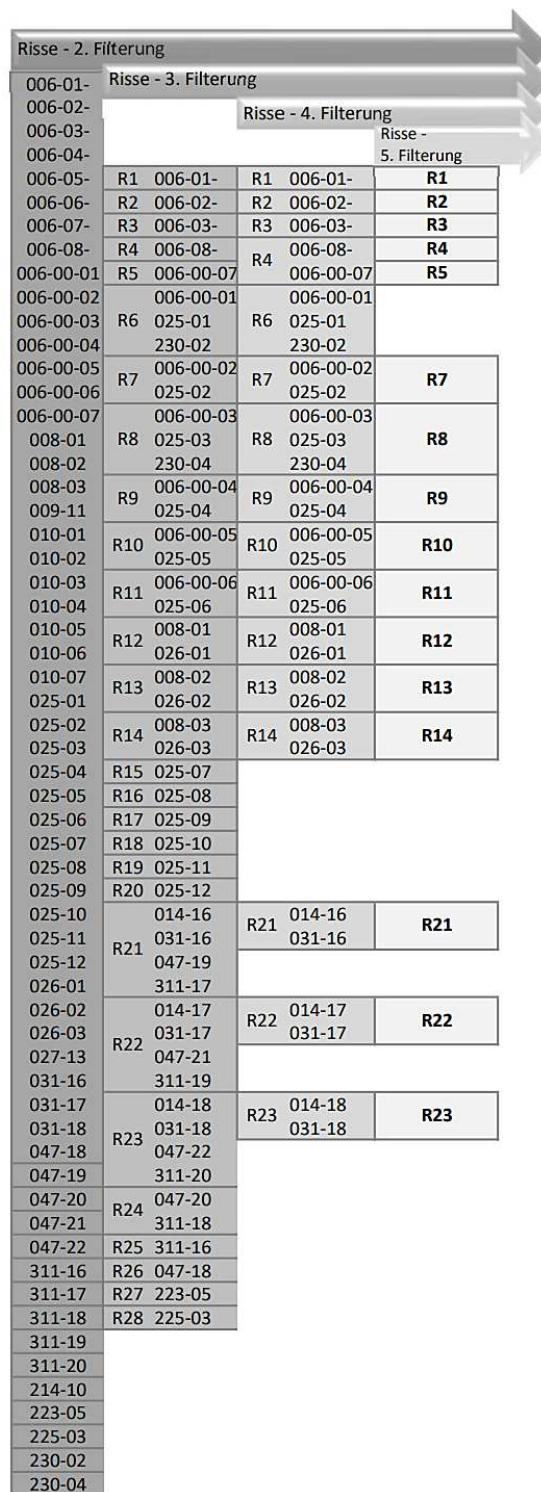 Risse - 2. Filterung
006-01- Risse - 3. Filterung
006-02- Risse - 4. Filterung
006-03- Risse -
006-04- 5. Filterung
006-05- R1 006-01- R1 006-01- R1
006-06- R2 006-02- R2 006-02- R2
006-07- R3 006-03- R3 006-03- R3
006-08- R4 006-08- R4 006-08- R4
006-00-01 R5 006-00-07 006-00-07 R5
006-00-02 006-00-01 006-00-01
006-00-03 R6 025-01 R6 025-01
006-00-04 230-02 230-02
006-00-05 R7 006-00-02 R7 006-00-02 R7
006-00-06 025-02 025-02
006-00-07 006-00-03 006-00-03
008-01 R8 025-03 R8 025-03 R8
008-02 230-04 230-04
008-03 R9 006-00-04 R9 006-00-04 R9
009-11 025-04 025-04
010-01 R10 006-00-05 R10 006-00-05 R10
010-02 025-05 025-05
010-03 R11 006-00-06 R11 006-00-06 R11
010-04 025-06 025-06
010-05 R12 008-01 R12 008-01 R12
010-06 026-01 026-01
010-07 R13 008-02 R13 008-02 R13
025-01 026-02 026-02
025-02 R14 008-03 R14 008-03 R14
025-03 026-03 026-03
025-04 R15 025-07
025-05 R16 025-08
025-06 R17 025-09
025-07 R18 025-10
025-08 R19 025-11
025-09 R20 025-12
025-10 R21 014-16 R21 014-16 R21
025-11 031-16 031-16
025-12 047-19
026-01 311-17
026-02 R22 014-17 R22 014-17 R22
026-03 031-17 031-17
027-13 047-21
031-16 311-19
031-17 R23 014-18 R23 014-18 R23
031-18 031-18 031-18
047-18 047-22
047-19 311-20
047-20 R24 047-20
047-21 311-18
047-22 R25 311-16
311-16 R26 047-18
311-17 R27 223-05
311-18 R28 225-03
311-19
311-20
214-10
223-05
225-03
230-02
230-04